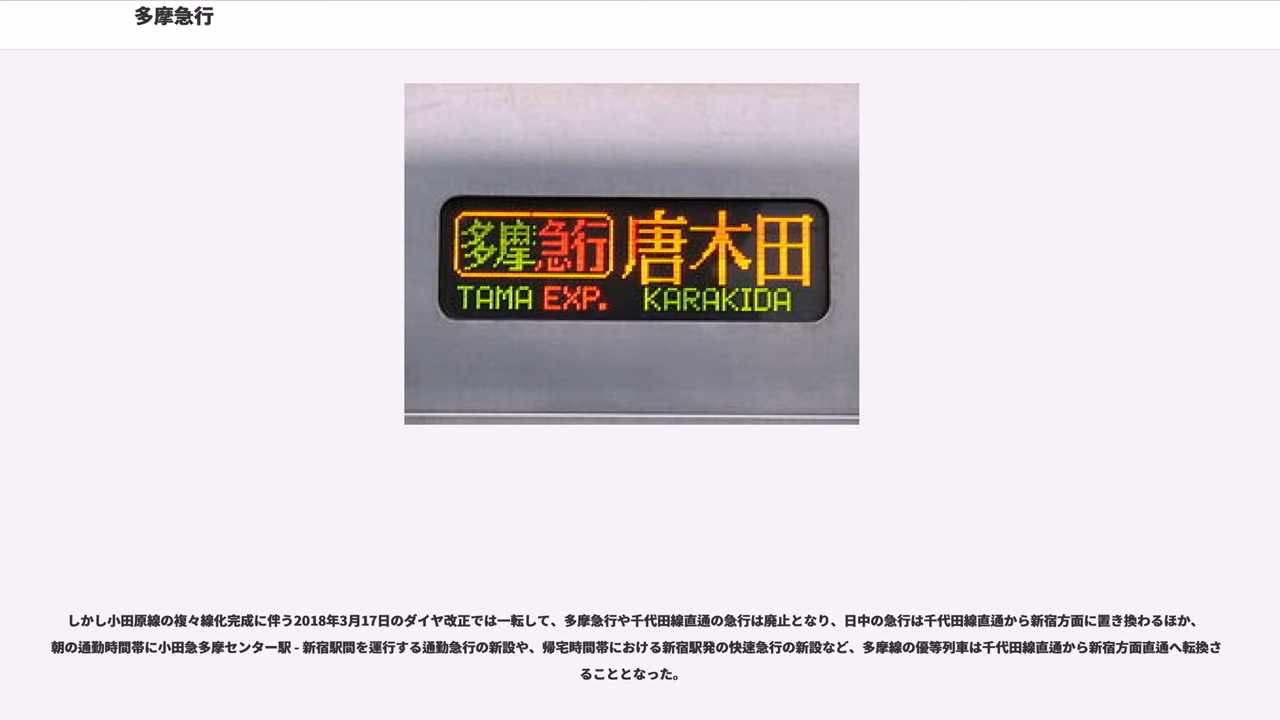 多摩急行
多摩急行 唐木田
TAMA EXP. KARAKIDA
しかし小田原線の複々線化完成に伴う2018年3月17日のダイヤ改正では一転して、多摩急行や千代田線直通の急行は廃止となり、日中の急行は千代田線直通から新宿方面に置き換わるほか、
朝の通勤時間帯に小田急多摩センター駅 - 新宿駅間を運行する通勤急行の新設や、帰宅時間帯における新宿駅発の快速急行の新設など、多摩線の優等列車は千代田線直通から新宿方面直通へ転換さ
ることとなった。